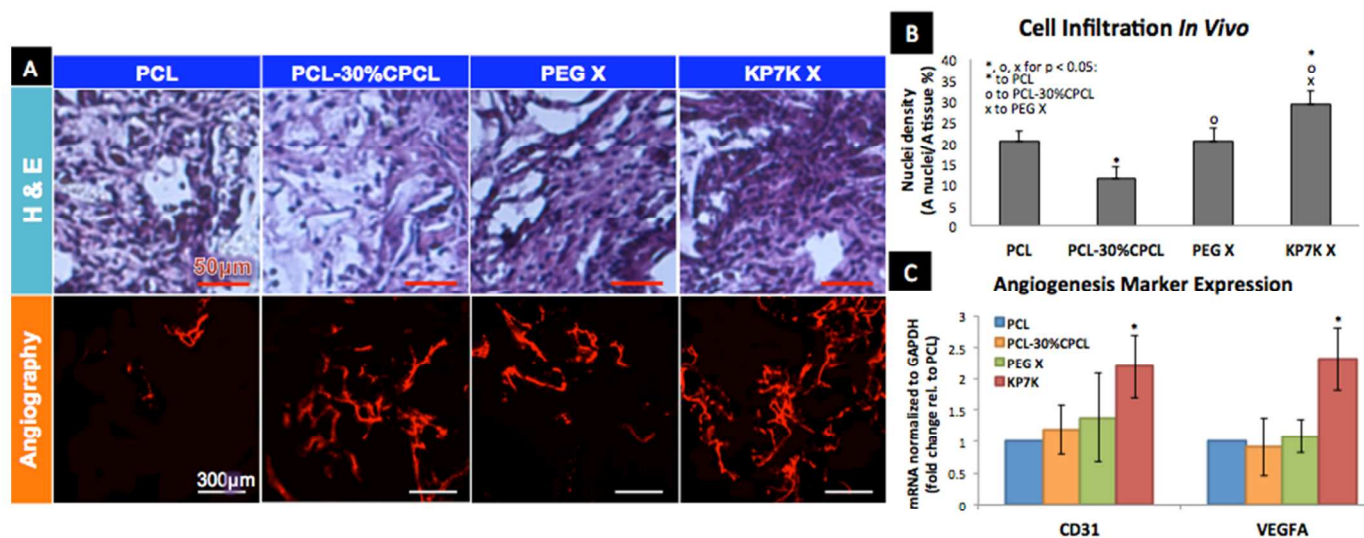 A
PCL
PCL-30%CPCL
PEG X
KP7K X
H & E
50μm
Angiography
300μm
B
Cell Infiltration In Vivo
*, o, x for p < 0.05:
* to PCL
o to PCL-30%CPCL
x to PEG X
Nuclei density
(A nuclei/A tissue %)
40
35
30
25
20
15
10
5
0
*
o
*
o
x
PCL
PCL-30%CPCL
PEG X
KP7K X
C
Angiogenesis Marker Expression
mRNA normalized to GAPDH
(fold change rel. to PCL)
3
2.5
2
1.5
1
0.5
0
PCL
PCL-30%CPCL
PEG X
KP7K
*
*
CD31
VEGFA